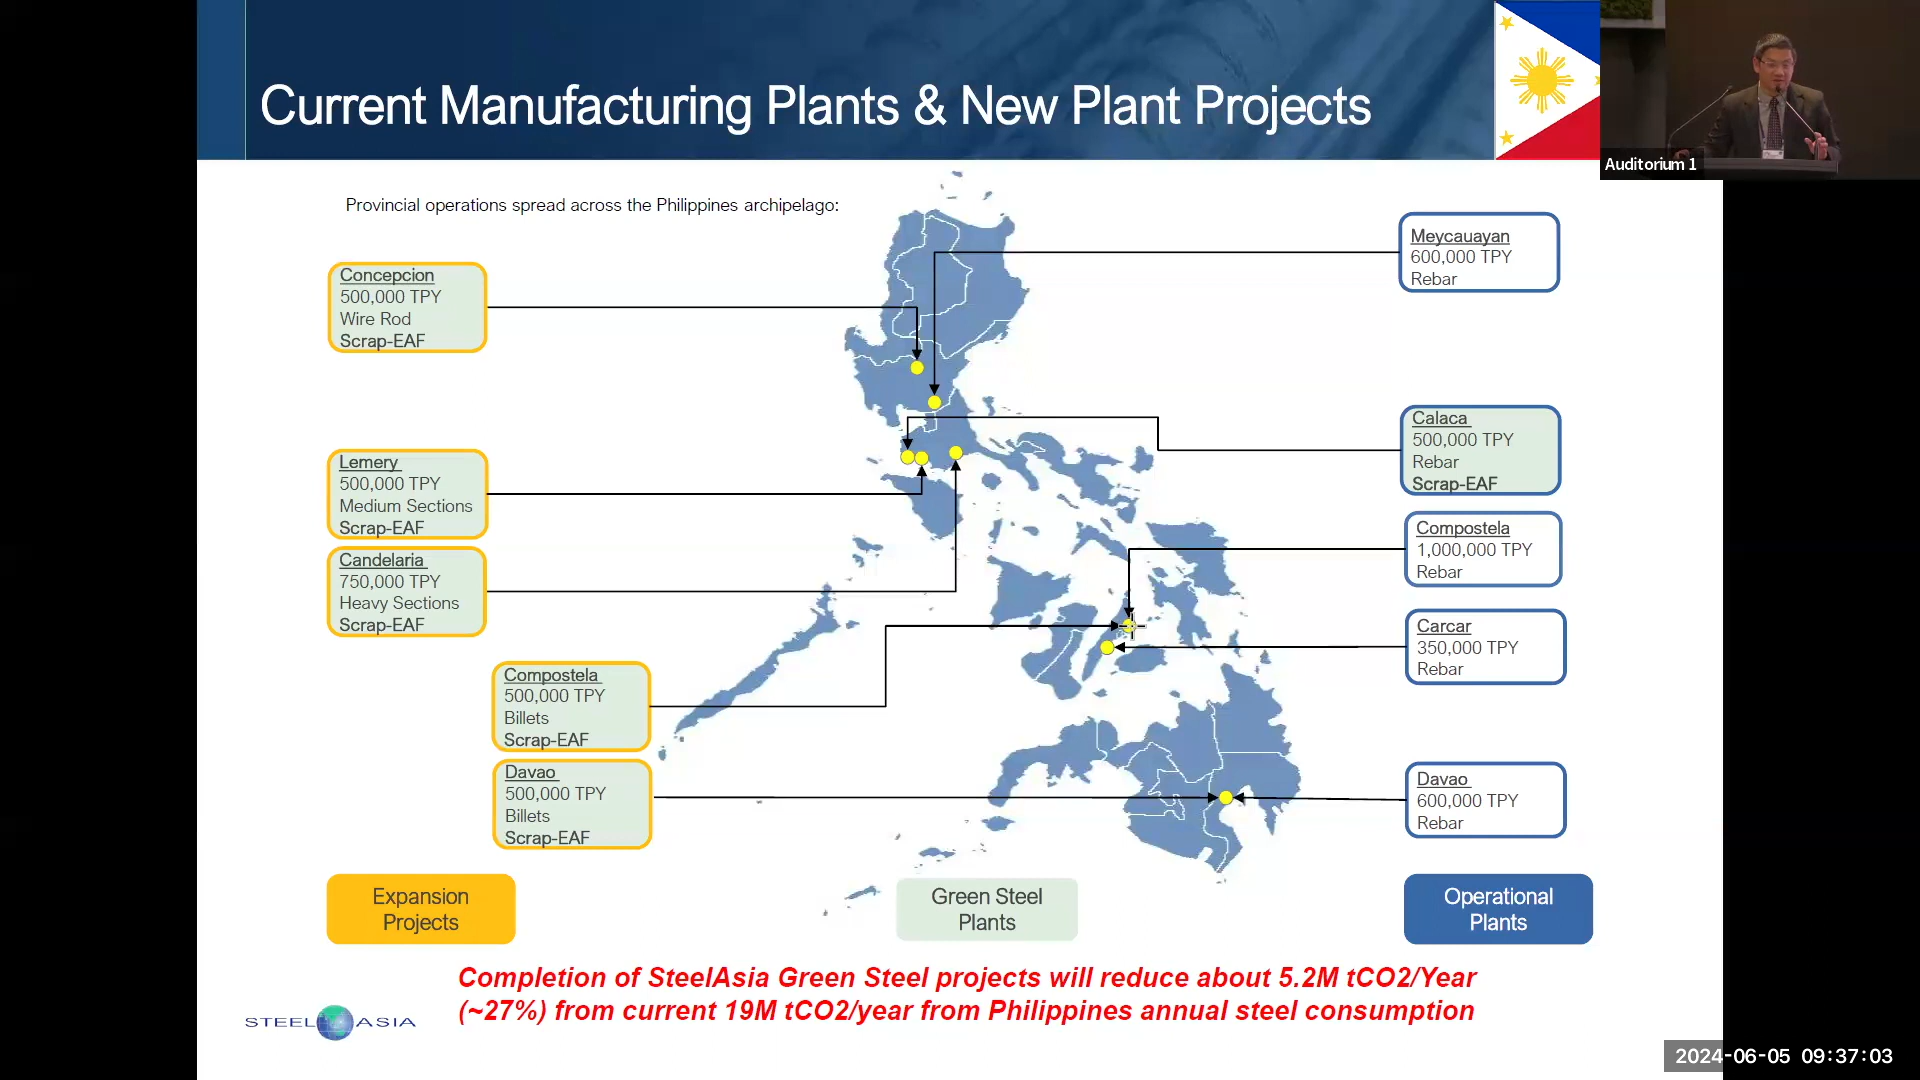 Current Manufacturing Plants & New Plant Projects
Auditorium 1
Provincial operations spread across the Philippines archipelago:
Concepcion
500,000 TPY
Wire Rod
Scrap-EAF
Lemery
500,000 TPY
Medium Sections
Scrap-EAF
Candelaria
750,000 TPY
Heavy Sections
Scrap-EAF
Compostela
500,000 TPY
Billets
Scrap-EAF
Davao
500,000 TPY
Billets
Scrap-EAF
Meycauayan
600,000 TPY
Rebar
Calaca
500,000 TPY
Rebar
Scrap-EAF
Compostela
1,000,000 TPY
Rebar
Carcar
350,000 TPY
Rebar
Davao
600,000 TPY
Rebar
Expansion
Projects
Green Steel
Plants
Operational
Plants
Completion of SteelAsia Green Steel projects will reduce about 5.2M tCO2/Year
(~27%) from current 19M tCO2/year from Philippines annual steel consumption
STEEL ASIA
2024-06-05 09:37:03